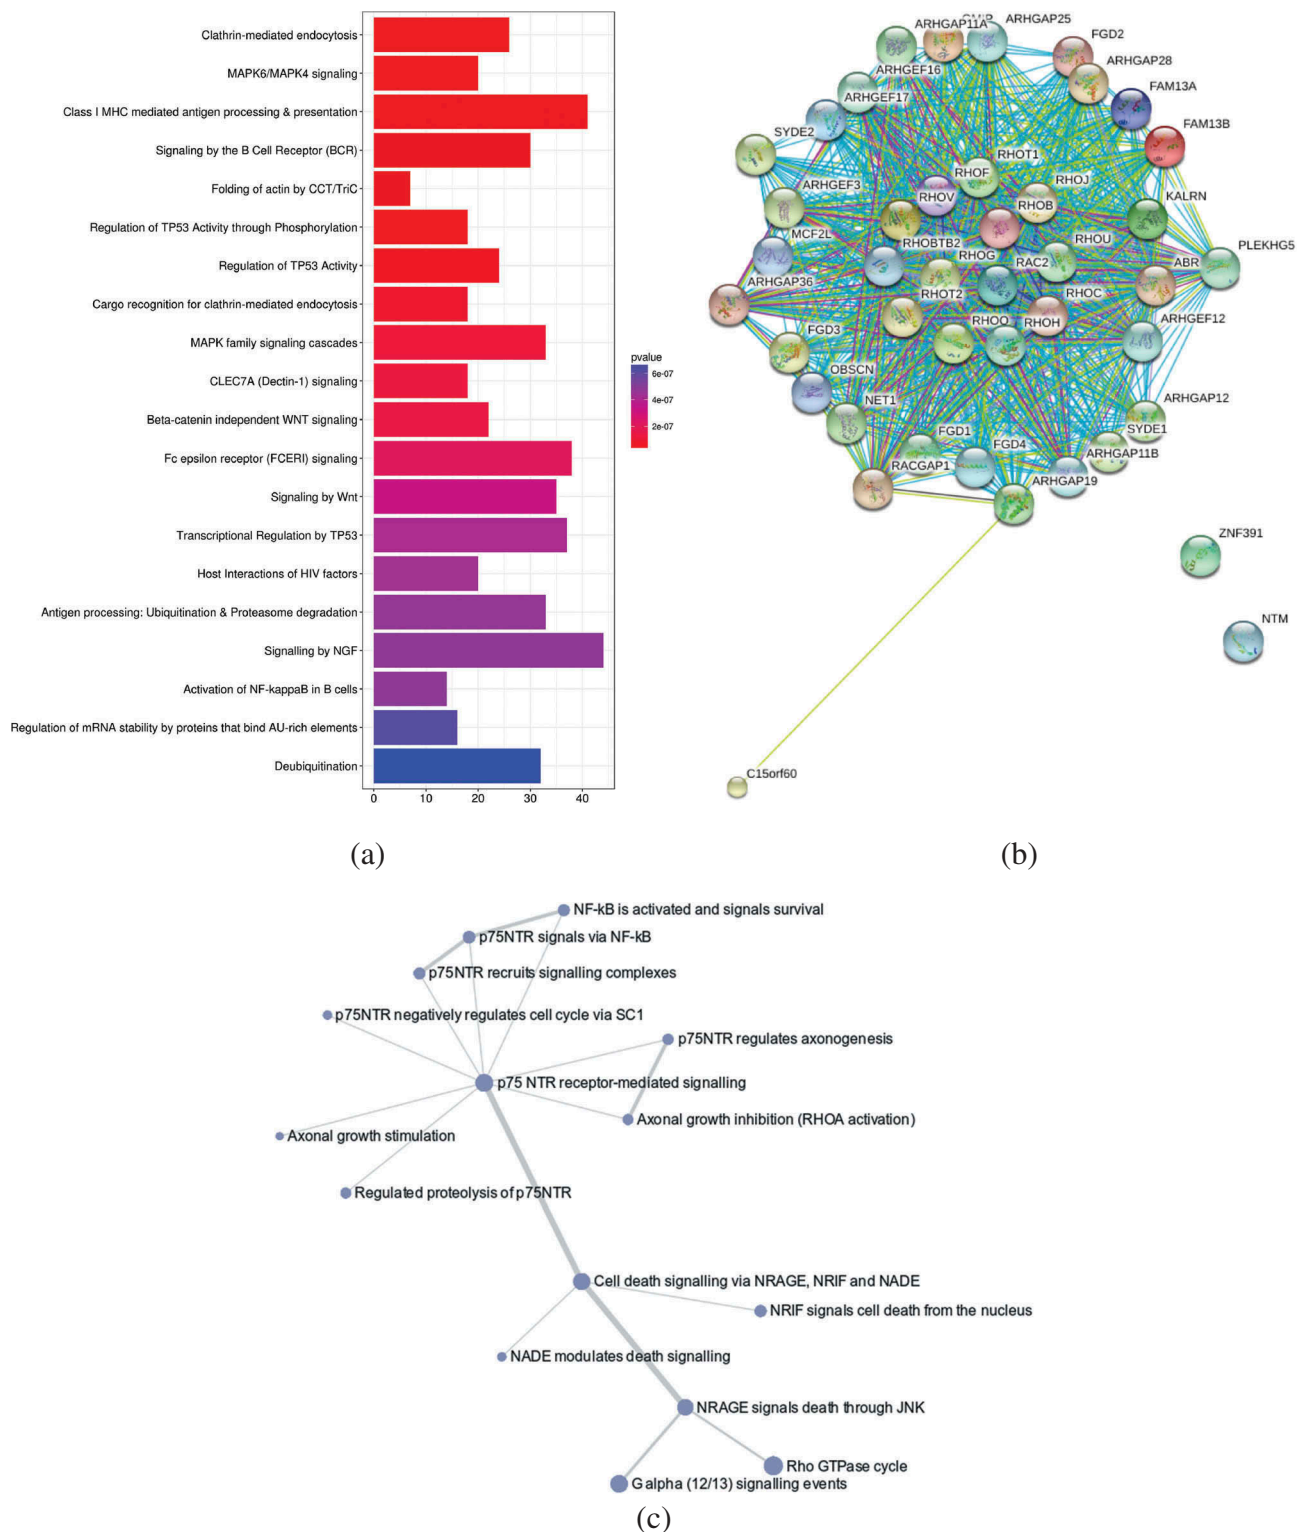 Clathrin-mediated endocytosis
MAPK6/MAPK4 signaling
Class I MHC mediated antigen processing & presentation
Signaling by the B Cell Receptor (BCR)
Folding of actin by CCT/TriC
Regulation of TP53 Activity through Phosphorylation
Regulation of TP53 Activity
Cargo recognition for clathrin-mediated endocytosis
MAPK family signaling cascades
CLEC7A (Dectin-1) signaling
Beta-catenin independent WNT signaling
Fc epsilon receptor (FCERI) signaling
Signaling by Wnt
Transcriptional Regulation by TP53
Host Interactions of HIV factors
Antigen processing: Ubiquitination & Proteasome degradation
Signalling by NGF
Activation of NF-kappaB in B cells
Regulation of mRNA stability by proteins that bind AU-rich elements
Deubiquitination
0 10 20 30 40
pvalue
6e-07
4e-07
2e-07
(a)
ARHGAP25
ARHGAP11A
FGD2
ARHGAP28
ARHGEF16
FAM13A
ARHGEF17
FAM13B
SYDE2
RHOT1
RHOF
RHOJ
ARHGEF3
RHOV
RHOB
KALRN
MCF2L
RHOBTB2
RHOU
PLEKHG5
RHOG
RAC2
ABR
ARHGAP36
RHOT2
RHOC
FGD3
RHOQ
RHOH
ARHGEF12
OBSCN
NET1
ARHGAP12
FGD1
SYDE1
FGD4
ARHGAP11B
RACGAP1
ARHGAP19
ZNF391
NTM
C15orf60
(b)
NF-kB is activated and signals survival
p75NTR signals via NF-kB
p75NTR recruits signalling complexes
p75NTR negatively regulates cell cycle via SC1
p75NTR regulates axonogenesis
p75 NTR receptor-mediated signalling
Axonal growth inhibition (RHOA activation)
Axonal growth stimulation
Regulated proteolysis of p75NTR
Cell death signalling via NRAGE, NRIF and NADE
NRIF signals cell death from the nucleus
NADE modulates death signalling
NRAGE signals death through JNK
Rho GTPase cycle
G alpha (12/13) signalling events
(c)